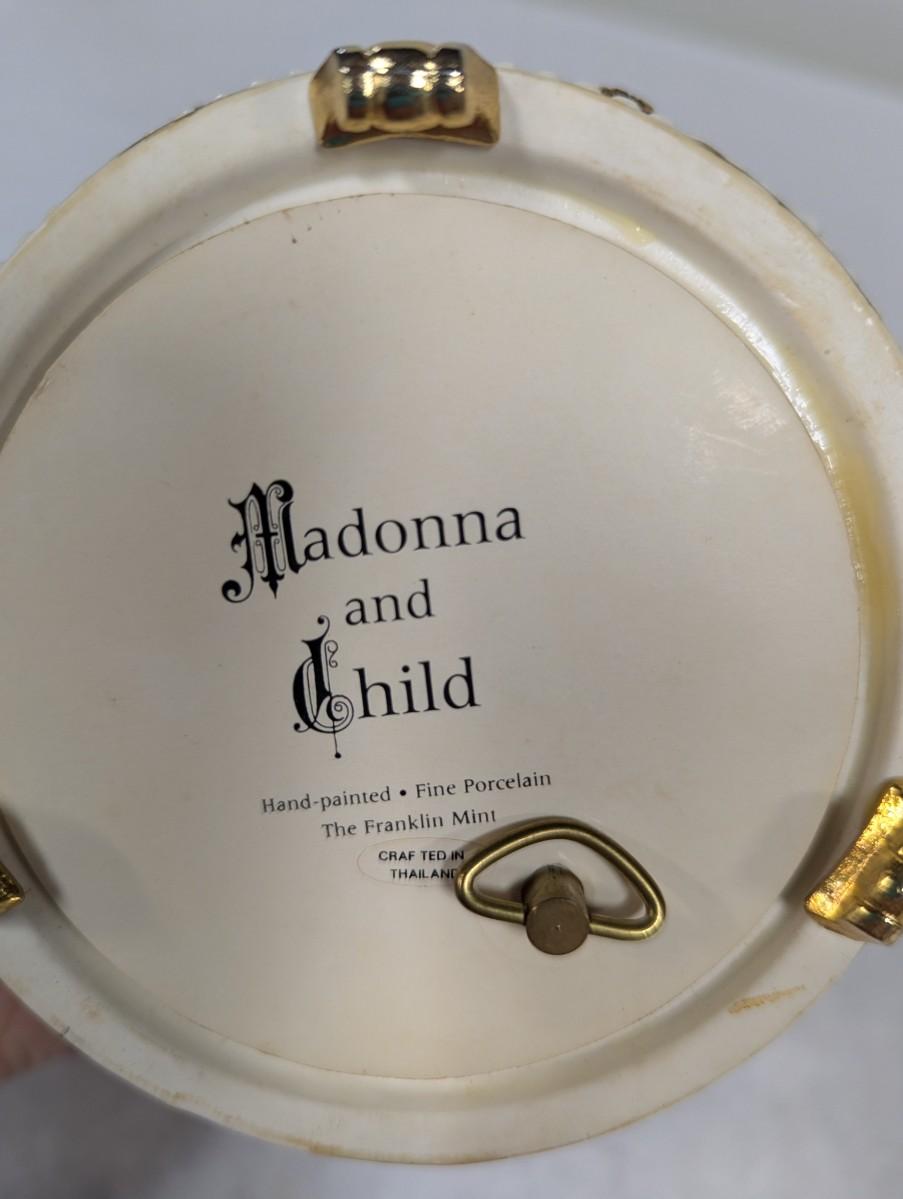 Madonna
and
Child
Hand-painted • Fine Porcelain
The Franklin Mint
CRAF TED IN
THAILAND